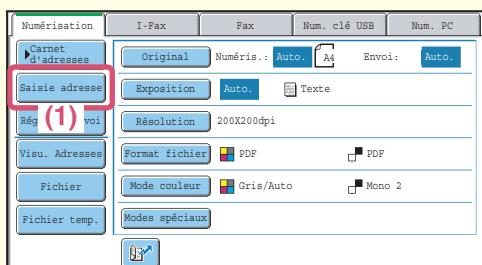 Numérisation I-Fax Fax Num. clé USB Num. PC
Carnet d'adresses
Original Numéris.: Auto. A4 Envoi: Auto.
Saisie adresse
Exposition Auto. Texte
(1)
Résolution 200X200dpi
Visu. Adresses
Format fichier PDF PDF
Fichier
Mode couleur Gris/Auto Mono 2
Fichier temp.
Modes spéciaux